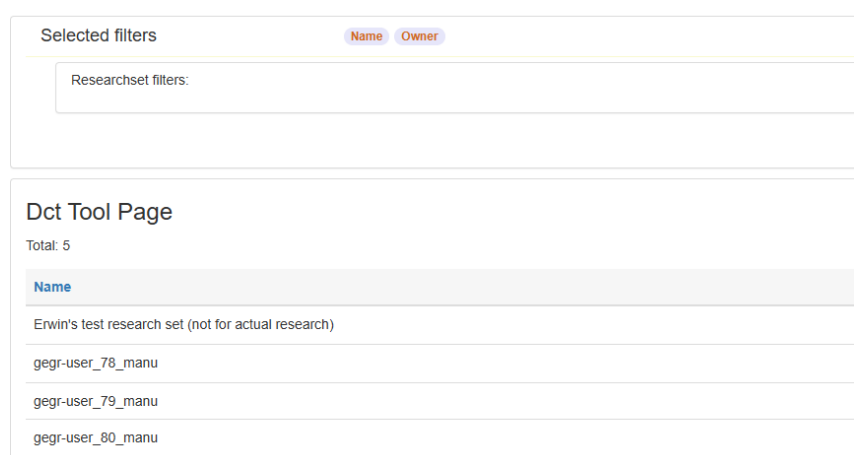 Selected filters Name Owner
Researchset filters:
Dct Tool Page
Total: 5
Name
Erwin's test research set (not for actual research)
gegr-user_78_manu
gegr-user_79_manu
gegr-user_80_manu